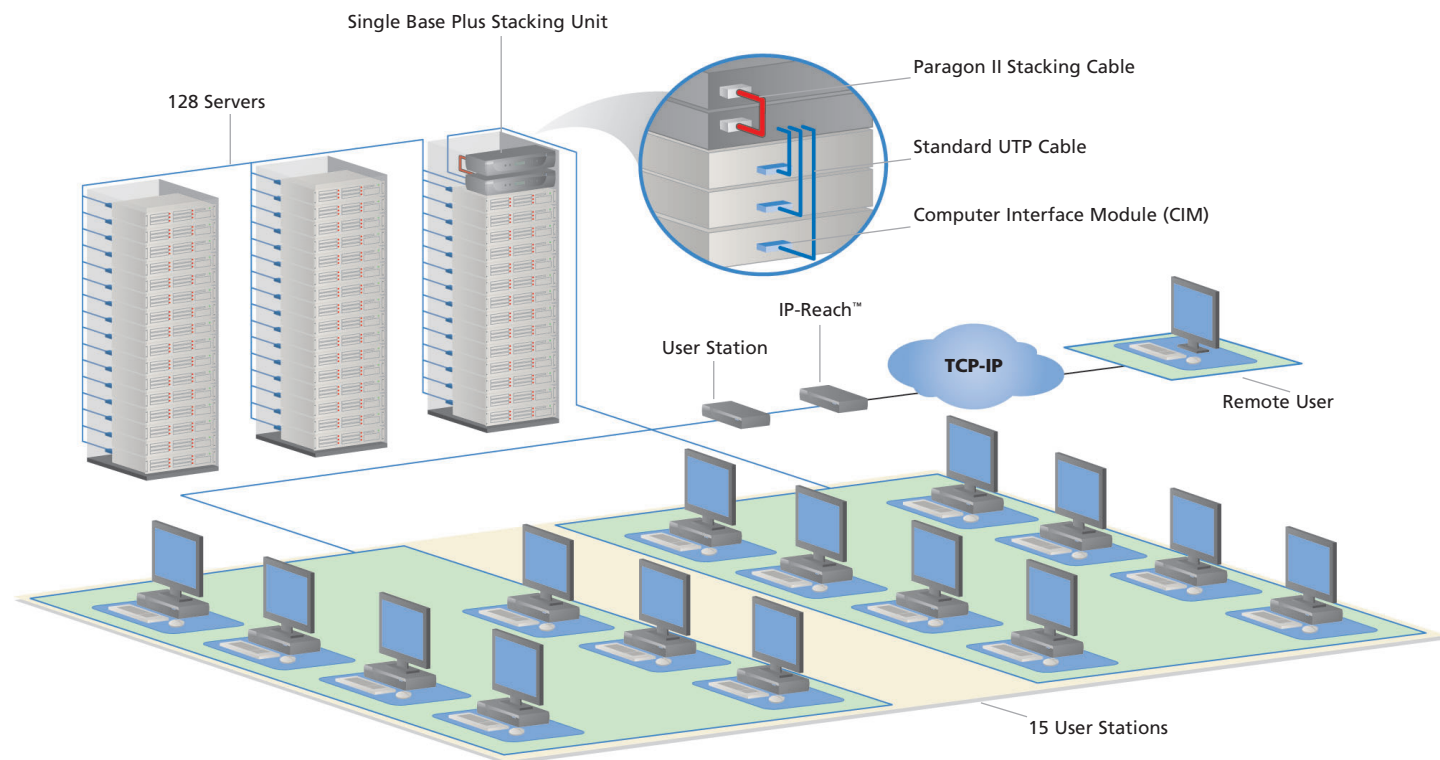 Single Base Plus Stacking Unit
Paragon II Stacking Cable
128 Servers
Standard UTP Cable
Computer Interface Module (CIM)
IP-Reach™
User Station
TCP-IP
Remote User
15 User Stations